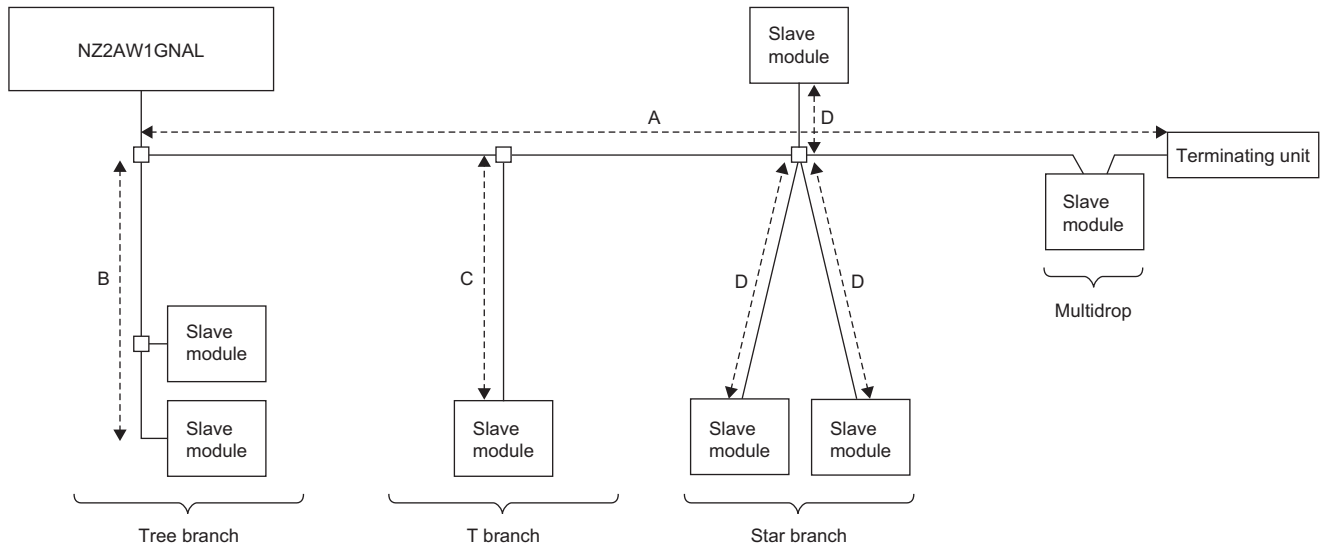 NZ2AW1GNAL
Slave
module
A
D
Terminating unit
Slave
module
Multidrop
B
C
D
D
Slave
module
Slave
module
Slave
module
Slave
module
Slave
module
Tree branch
T branch
Star branch